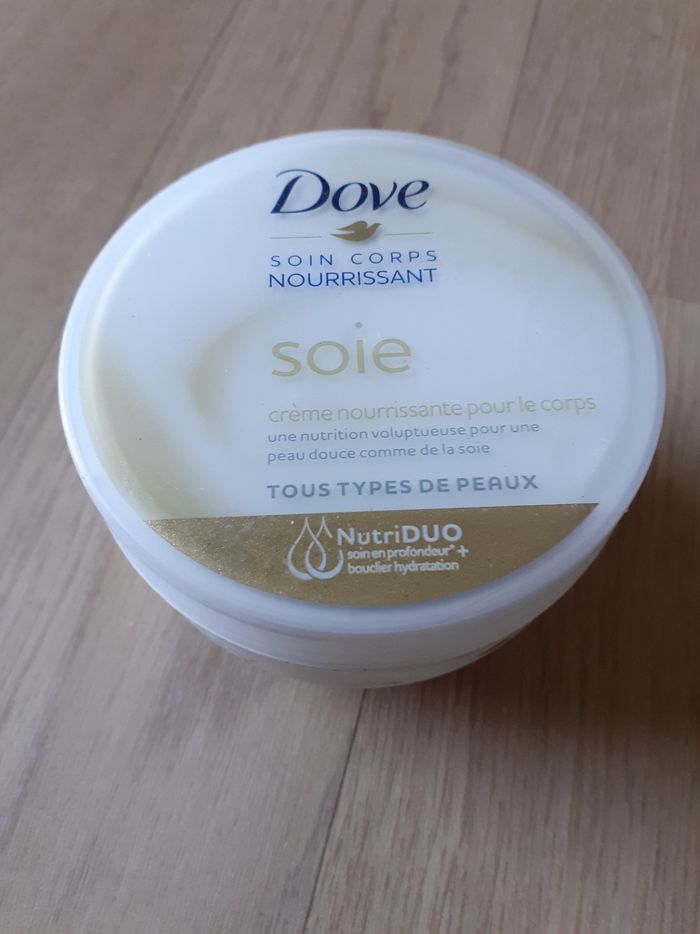 Dove
SOIN CORPS
NOURRISSANT
soie
crème nourrissante pour le corps
une nutrition voluptueuse pour une
peau douce comme de la soie
TOUS TYPES DE PEAUX
NutriDUO
soin en profondeur* +
bouclier hydratation